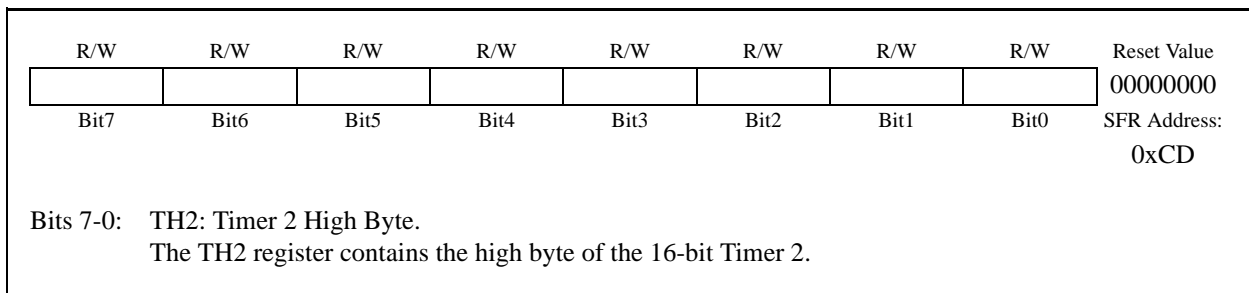 R/W R/W R/W R/W R/W R/W R/W R/W Reset Value
00000000
Bit7 Bit6 Bit5 Bit4 Bit3 Bit2 Bit1 Bit0 SFR Address:
0xCD
Bits 7-0: TH2: Timer 2 High Byte.
The TH2 register contains the high byte of the 16-bit Timer 2.